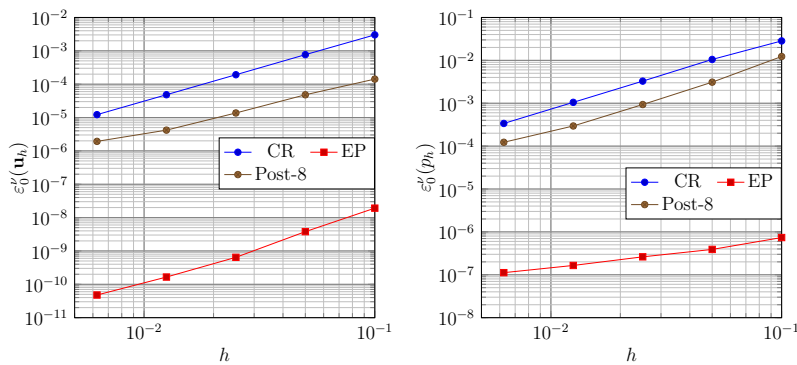 10^{-2}
10^{-3}
10^{-4}
10^{-5}
10^{-6}
10^{-7}
10^{-8}
10^{-9}
10^{-10}
10^{-11}
ε_0^ν(u_h)
CR EP
Post-8
10^{-2} 10^{-1}
h
10^{-1}
10^{-2}
10^{-3}
10^{-4}
10^{-5}
10^{-6}
10^{-7}
10^{-8}
ε_0^ν(p_h)
CR EP
Post-8
10^{-2} 10^{-1}
h